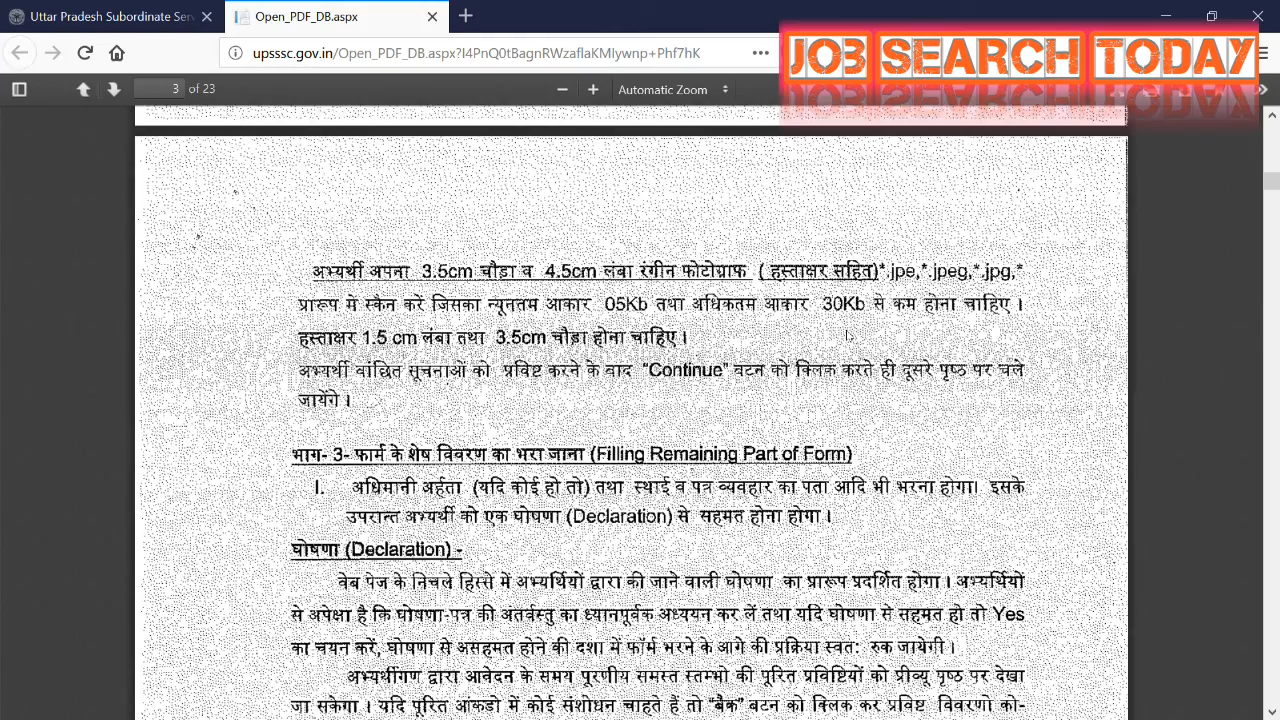 Uttar Pradesh Subordinate Ser
Open_PDF_DB.aspx
upsssc.gov.in/Open_PDF_DB.aspx?I4PnQ0tBagnRWzaflaKMlywnp+Phf7hK
JOB SEARCH TODAY
3 of 23
Automatic Zoom
अभ्यर्थी अपना 3.5cm चौड़ा व 4.5cm लंबा रंगीन फोटोग्राफ ( हस्ताक्षर सहित)*.jpe,*.jpeg,*.jpg,*
प्रारूप में स्कैन करें जिसका न्यूनतम आकार 05Kb तथा अधिकतम आकार 30Kb से कम होना चाहिए ।
हस्ताक्षर 1.5 cm लंबा तथा 3.5cm चौड़ा होना चाहिए ।
अभ्यर्थी वांछित सूचनाओं को प्रविष्ट करने के बाद "Continue" बटन को क्लिक करते ही दूसरे पृष्ठ पर चले
जायेंगे ।
भाग- 3- फार्म के शेष विवरण का भरा जाना (Filling Remaining Part of Form)
I. अधिमानी अर्हता (यदि कोई हो तो) तथा स्थाई व पत्र व्यवहार का पता आदि भी भरना होगा। इसके
उपरान्त अभ्यर्थी को एक घोषणा (Declaration) से सहमत होना होगा ।
घोषणा (Declaration) -
वेब पेज के निचले हिस्से में अभ्यर्थियों द्वारा की जाने वाली घोषणा का प्रारूप प्रदर्शित होगा । अभ्यर्थियों
से अपेक्षा है कि घोषणा-पत्र की अंतर्वस्तु का ध्यानपूर्वक अध्ययन कर लें तथा यदि घोषणा से सहमत हो तो Yes
का चयन करें, घोषणा से असहमत होने की दशा में फॉर्म भरने के आगे की प्रक्रिया स्वत: रुक जायेगी ।
अभ्यर्थीगण द्वारा आवेदन के समय पूरणीय समस्त स्तम्भो की पूरित प्रविष्टियों को प्रीव्यू पृष्ठ पर देखा
जा सकेगा । यदि पूरित आंकडो में कोई संशोधन चाहते हैं तो "बैक" बटन को क्लिक कर प्रविष्ट विवरणो को-